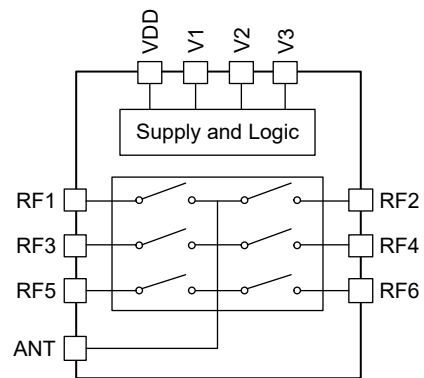 VDD V1 V2 V3
Supply and Logic
RF1 RF2
RF3 RF4
RF5 RF6
ANT